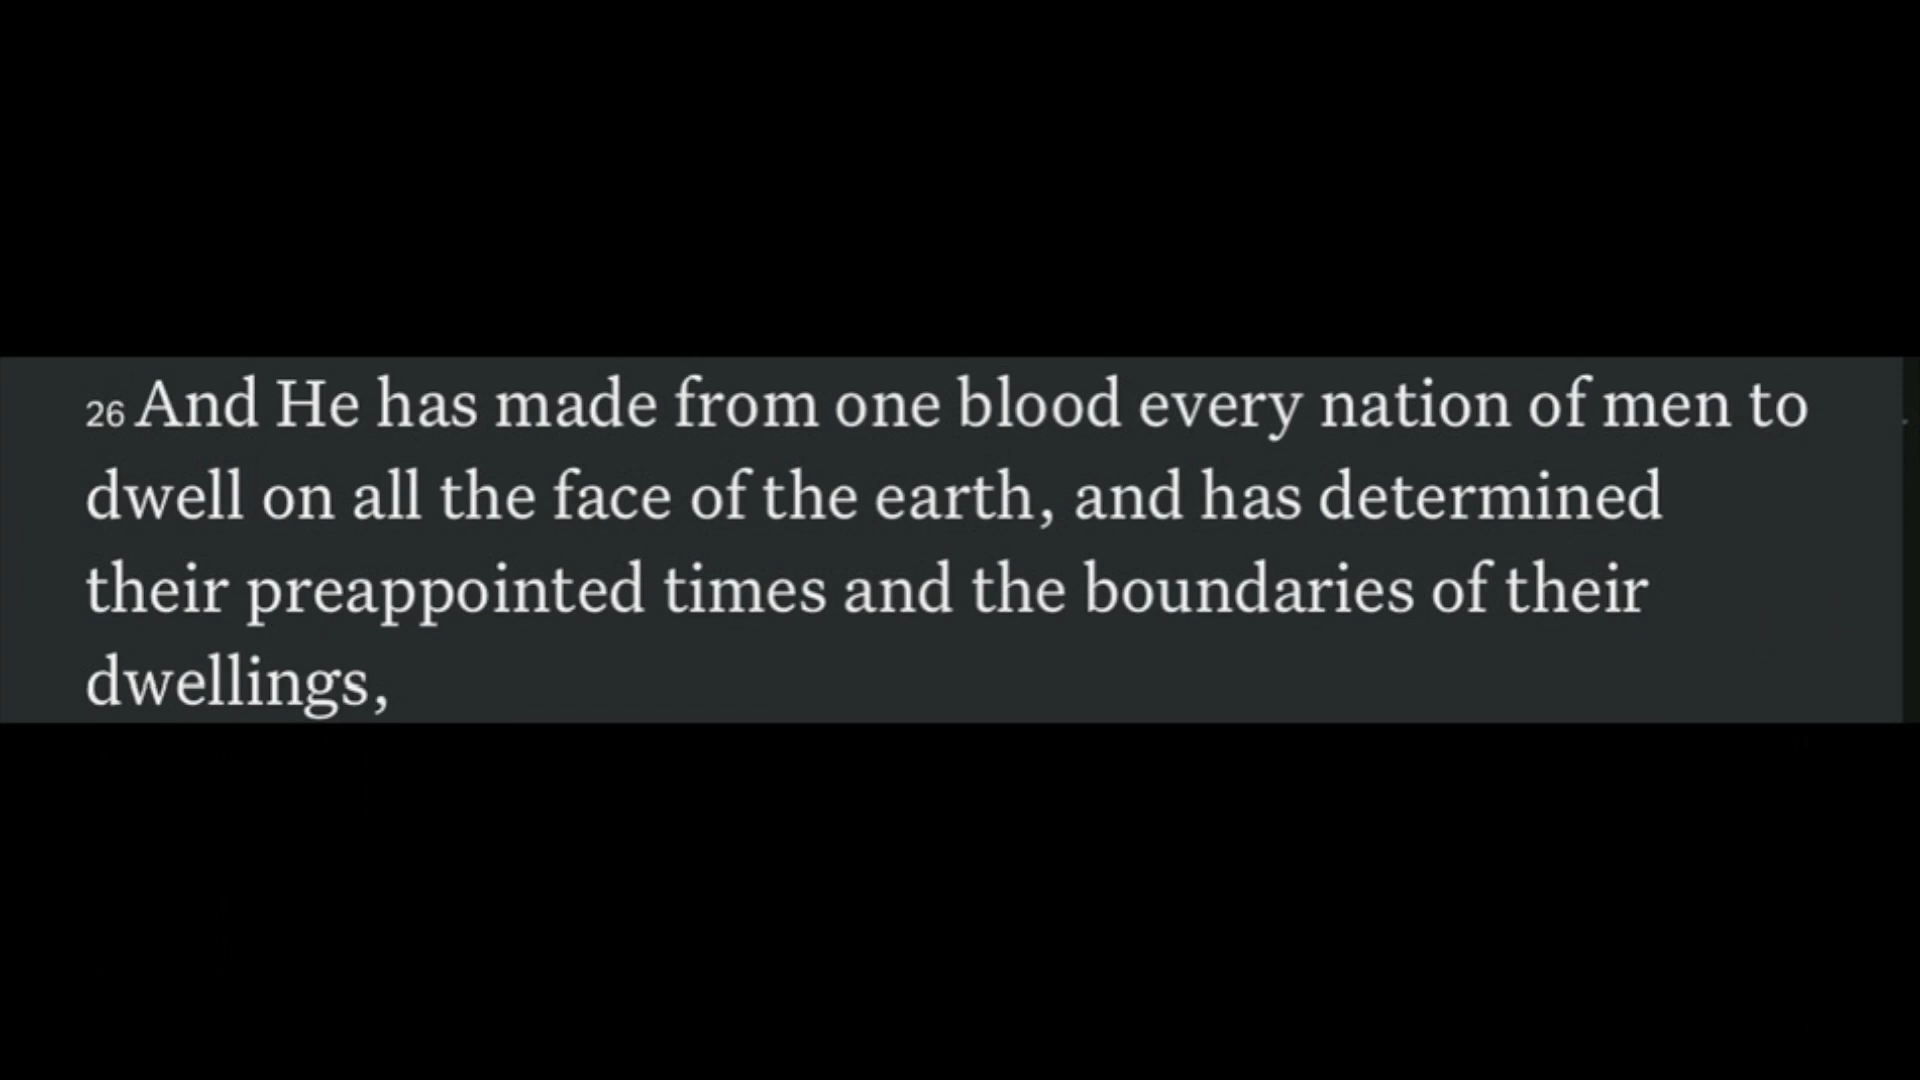 26 And He has made from one blood every nation of men to
dwell on all the face of the earth, and has determined
their preappointed times and the boundaries of their
dwellings,